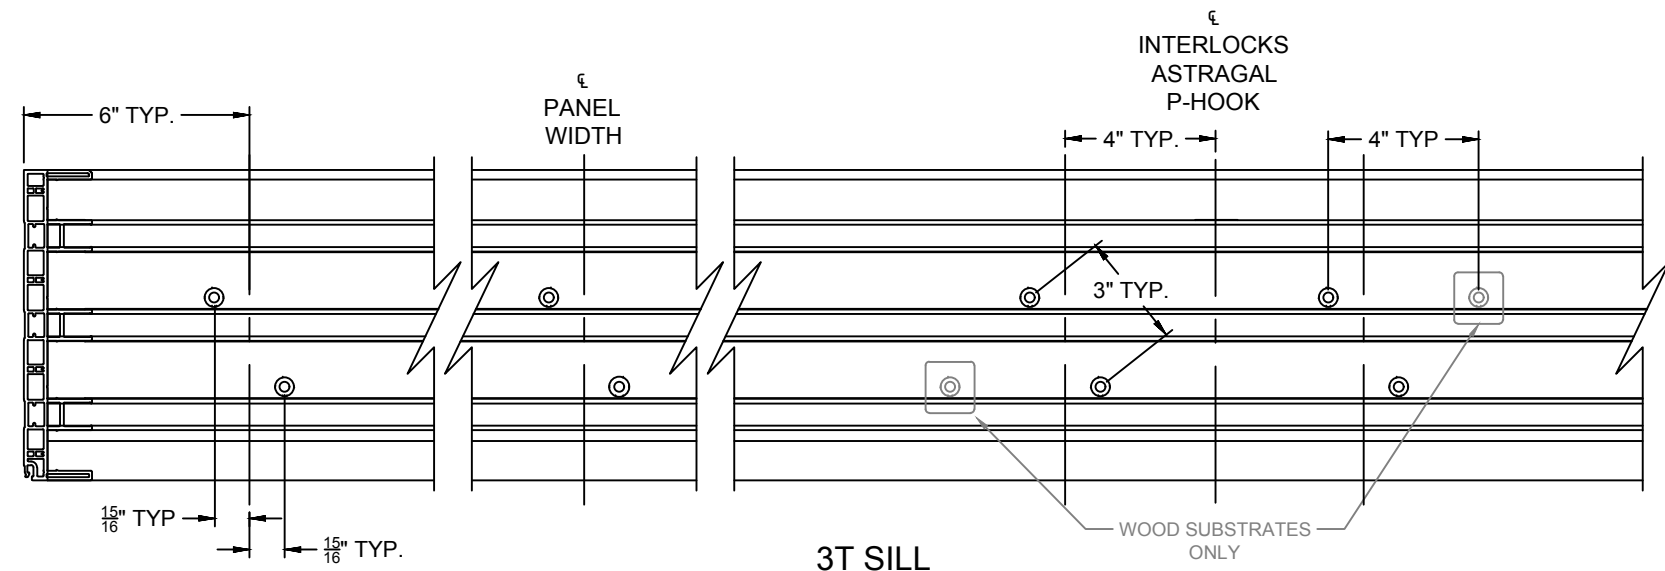 ℄
INTERLOCKS
ASTRAGAL
P-HOOK
℄
PANEL
WIDTH
6" TYP.
4" TYP.
4" TYP
3" TYP.
15/16" TYP
15/16" TYP.
WOOD SUBSTRATES
ONLY
3T SILL